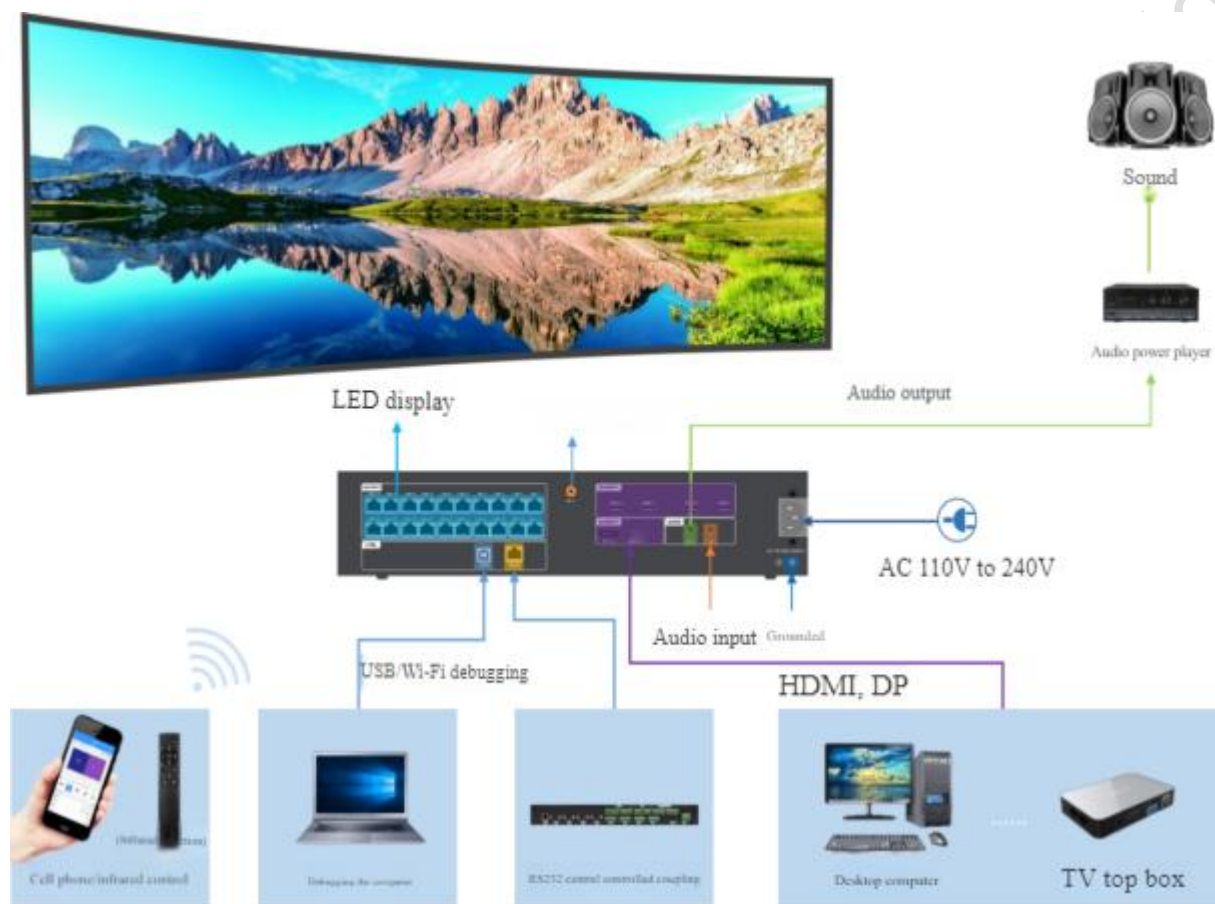 Sound
Audio power player
Audio output
LED display
AC 110V to 240V
Audio input
Grounded
USB/Wi-Fi debugging
HDMI, DP
Cell phone/infrared control
Debugging the computer
RS232 central controlled coupling
Desktop computer
......
TV top box